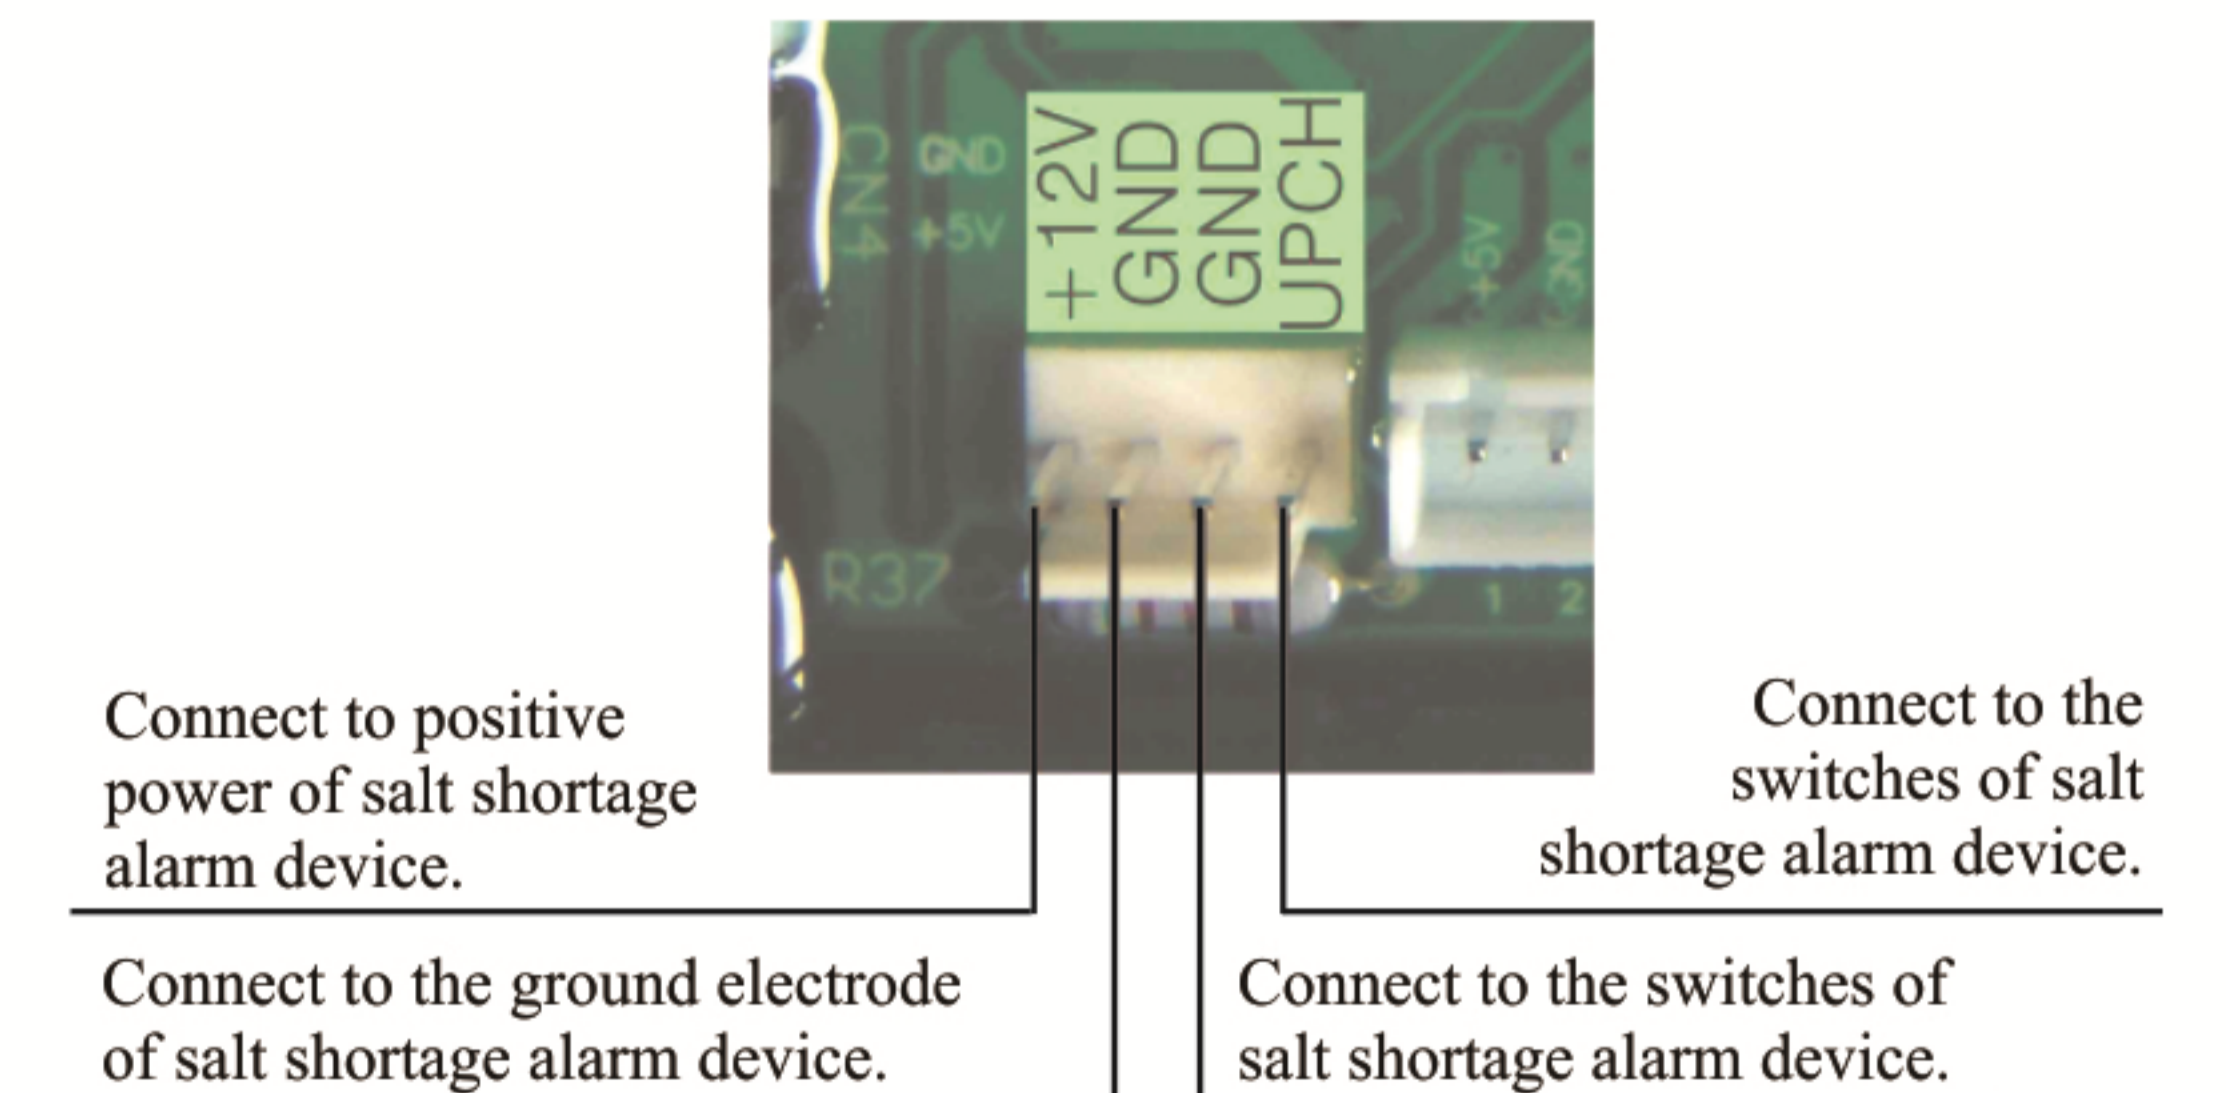 CN4
GND
+5V
+12V
GND
GND
UPCH
+5V
GND
R37
1
2
Connect to positive
power of salt shortage
alarm device.
Connect to the
switches of salt
shortage alarm device.
Connect to the ground electrode
of salt shortage alarm device.
Connect to the switches of
salt shortage alarm device.